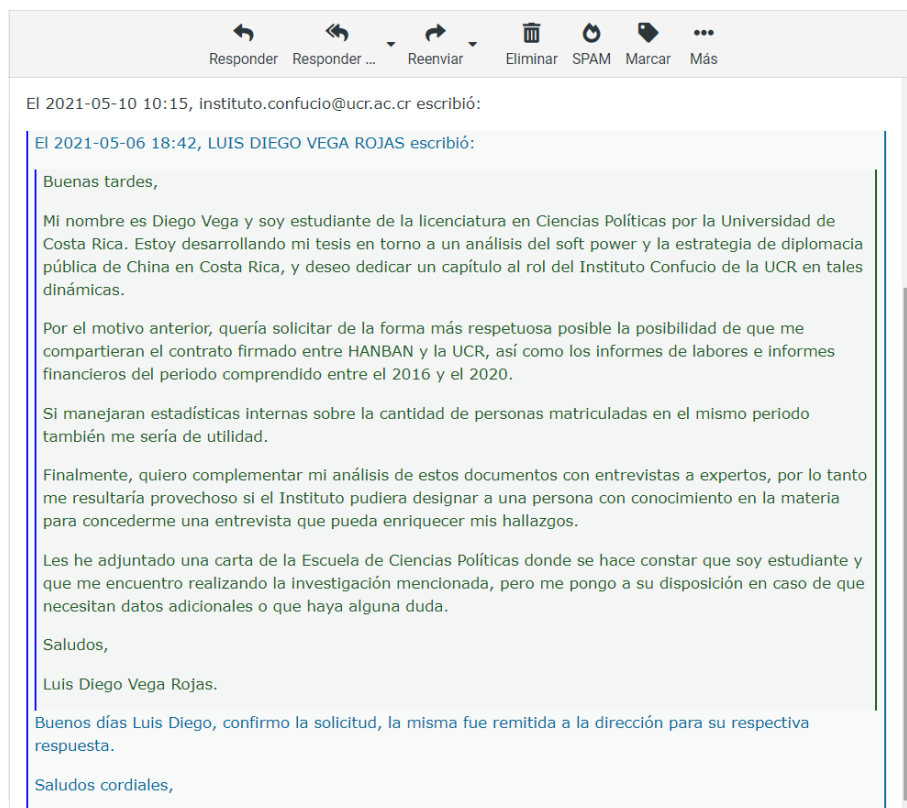 Responder Responder ... Reenviar Eliminar SPAM Marcar Más
El 2021-05-10 10:15, instituto.confucio@ucr.ac.cr escribió:
El 2021-05-06 18:42, LUIS DIEGO VEGA ROJAS escribió:
Buenas tardes,
Mi nombre es Diego Vega y soy estudiante de la licenciatura en Ciencias Políticas por la Universidad de
Costa Rica. Estoy desarrollando mi tesis en torno a un análisis del soft power y la estrategia de diplomacia
pública de China en Costa Rica, y deseo dedicar un capítulo al rol del Instituto Confucio de la UCR en tales
dinámicas.
Por el motivo anterior, quería solicitar de la forma más respetuosa posible la posibilidad de que me
compartieran el contrato firmado entre HANBAN y la UCR, así como los informes de labores e informes
financieros del periodo comprendido entre el 2016 y el 2020.
Si manejaran estadísticas internas sobre la cantidad de personas matriculadas en el mismo periodo
también me sería de utilidad.
Finalmente, quiero complementar mi análisis de estos documentos con entrevistas a expertos, por lo tanto
me resultaría provechoso si el Instituto pudiera designar a una persona con conocimiento en la materia
para concederme una entrevista que pueda enriquecer mis hallazgos.
Les he adjuntado una carta de la Escuela de Ciencias Políticas donde se hace constar que soy estudiante y
que me encuentro realizando la investigación mencionada, pero me pongo a su disposición en caso de que
necesitan datos adicionales o que haya alguna duda.
Saludos,
Luis Diego Vega Rojas.
Buenos días Luis Diego, confirmo la solicitud, la misma fue remitida a la dirección para su respectiva
respuesta.
Saludos cordiales,